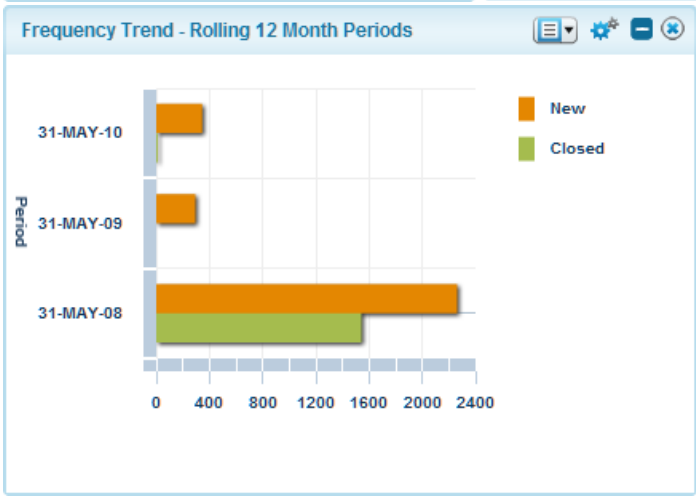 Frequency Trend - Rolling 12 Month Periods
New
Closed
Period
31-MAY-10
31-MAY-09
31-MAY-08
0 400 800 1200 1600 2000 2400